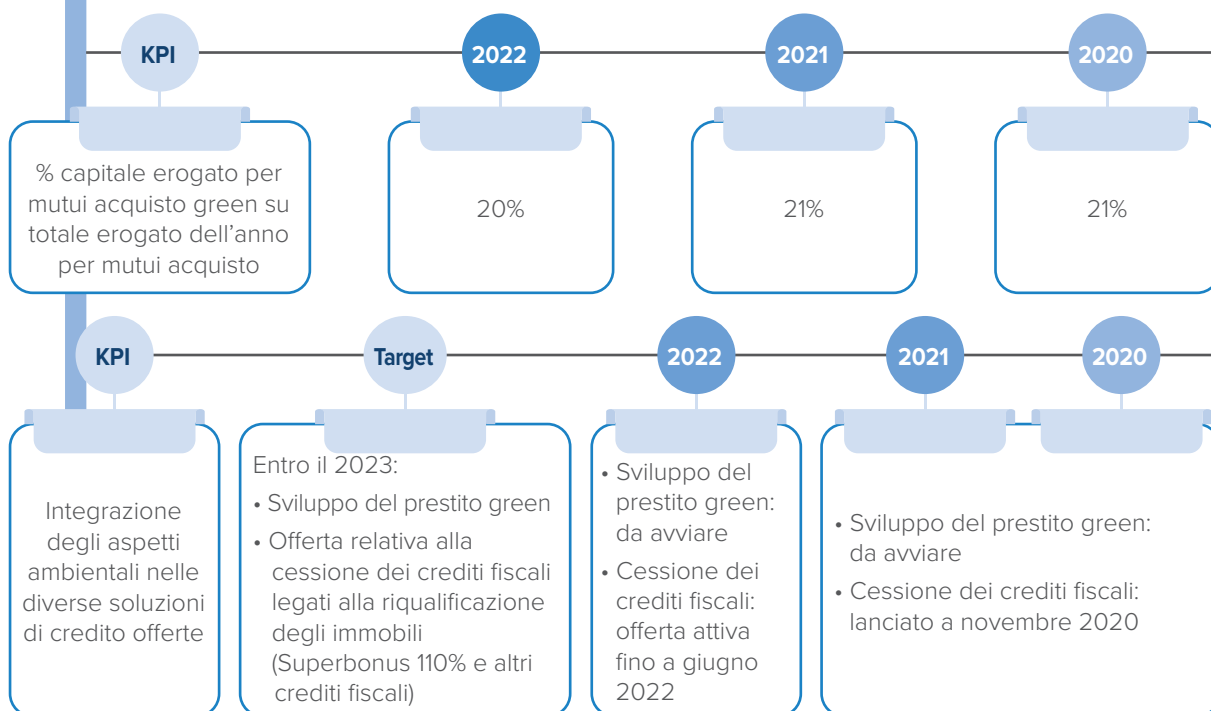 KPI
2022
2021
2020
% capitale erogato per
mutui acquisto green su
totale erogato dell'anno
per mutui acquisto
20%
21%
21%
KPI
Target
2022
2021
2020
Integrazione
degli aspetti
ambientali nelle
diverse soluzioni
di credito offerte
Entro il 2023:
• Sviluppo del prestito green
• Offerta relativa alla
cessione dei crediti fiscali
legati alla riqualificazione
degli immobili
(Superbonus 110% e altri
crediti fiscali)
• Sviluppo del
prestito green:
da avviare
• Cessione dei
crediti fiscali:
offerta attiva
fino a giugno
2022
• Sviluppo del prestito green:
da avviare
• Cessione dei crediti fiscali:
lanciato a novembre 2020